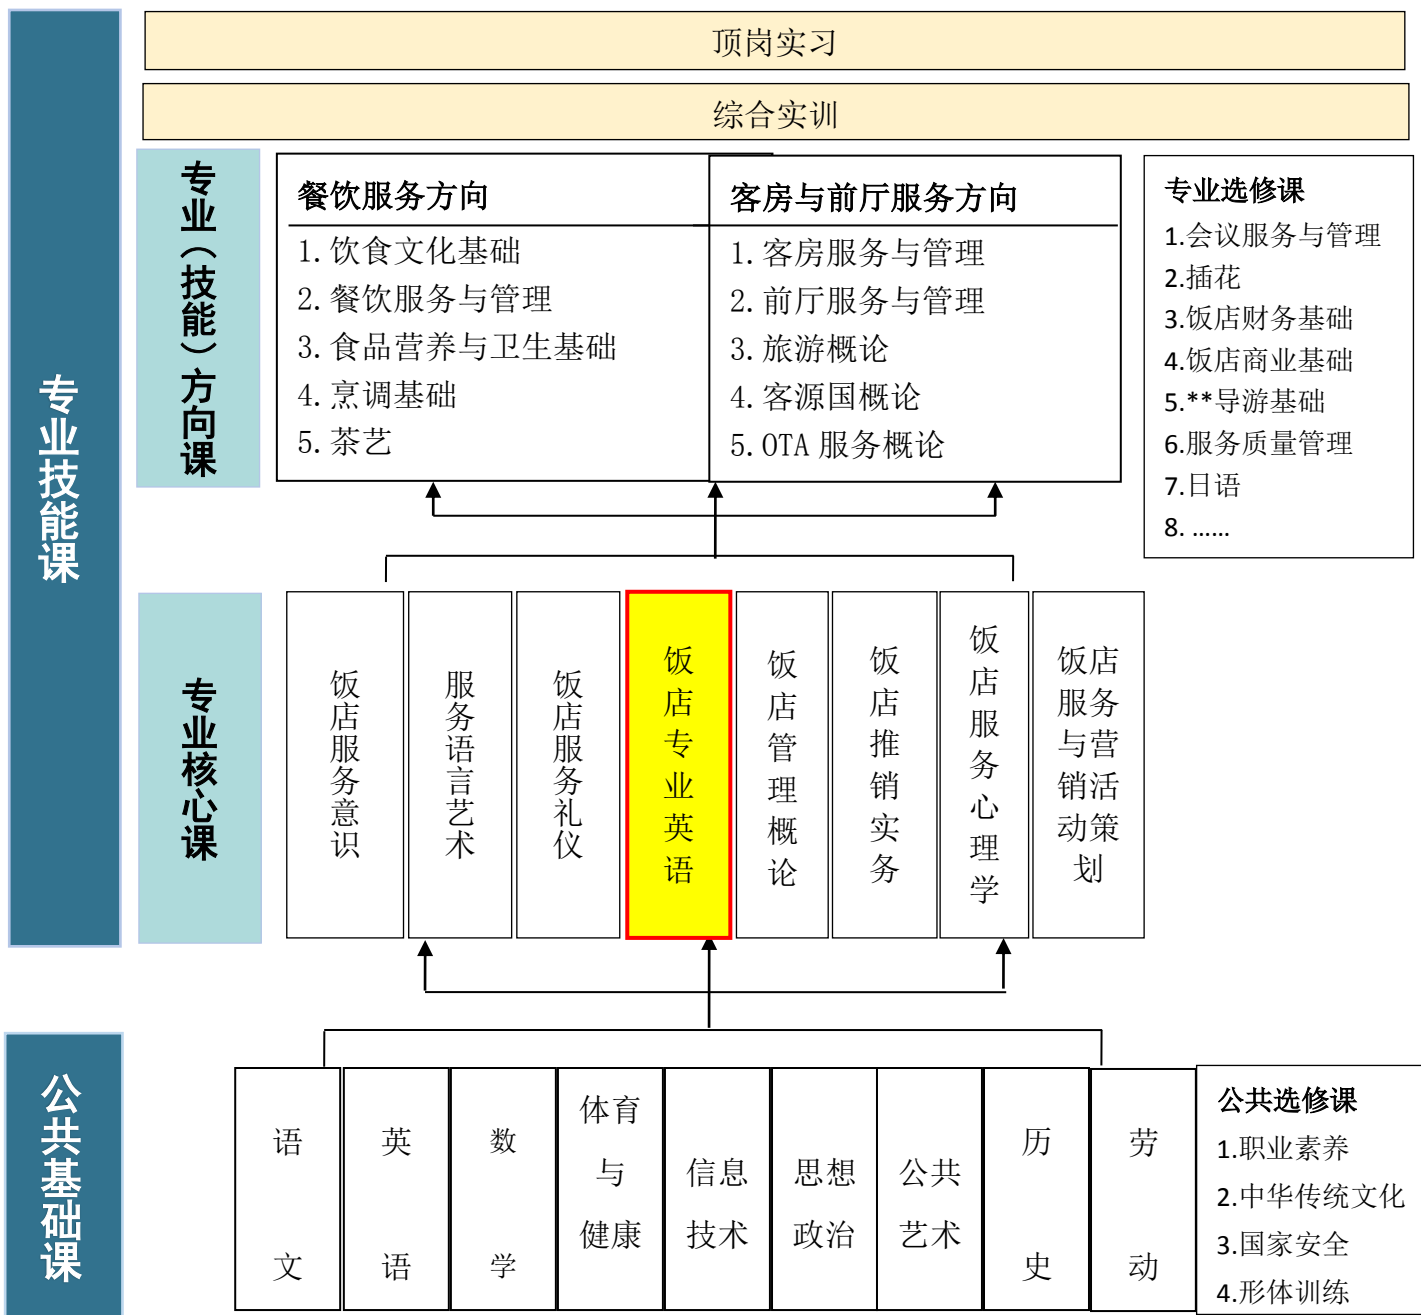 顶岗实习
综合实训
专业技能课
专业（技能）方向课
餐饮服务方向
1.饮食文化基础
2.餐饮服务与管理
3.食品营养与卫生基础
4.烹调基础
5.茶艺
客房与前厅服务方向
1.客房服务与管理
2.前厅服务与管理
3.旅游概论
4.客源国概论
5.OTA 服务概论
专业选修课
1.会议服务与管理
2.插花
3.饭店财务基础
4.饭店商业基础
5.**导游基础
6.服务质量管理
7.日语
8. ......
专业核心课
饭店服务意识
服务语言艺术
饭店服务礼仪
饭店专业英语
饭店管理概论
饭店推销实务
饭店服务心理学
饭店
服务
与营
销活
动策
划
公共基础课
语文
英语
数学
体育
与
健康
信息
技术
思想
政治
公共
艺术
历史
劳动
公共选修课
1.职业素养
2.中华传统文化
3.国家安全
4.形体训练